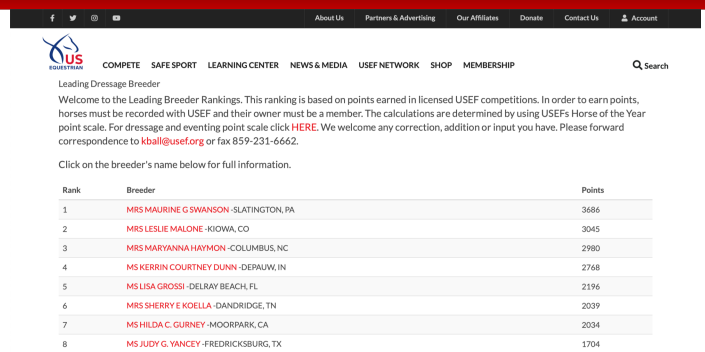 About Us Partners & Advertising Our Affiliates Donate Contact Us Account
US
EQUESTRIAN
COMPETE SAFE SPORT LEARNING CENTER NEWS & MEDIA USEF NETWORK SHOP MEMBERSHIP Search
Leading Dressage Breeder
Welcome to the Leading Breeder Rankings. This ranking is based on points earned in licensed USEF competitions. In order to earn points,
horses must be recorded with USEF and their owner must be a member. The calculations are determined by using USEFs Horse of the Year
point scale. For dressage and eventing point scale click HERE. We welcome any correction, addition or input you have. Please forward
correspondence to kball@usef.org or fax 859-231-6662.
Click on the breeder's name below for full information.
Rank Breeder Points
1 MRS MAURINE G SWANSON -SLATINGTON, PA 3686
2 MRS LESLIE MALONE -KIOWA, CO 3045
3 MRS MARYANNA HAYMON -COLUMBUS, NC 2980
4 MS KERRIN COURTNEY DUNN -DEPAUW, IN 2768
5 MS LISA GROSSI -DELRAY BEACH, FL 2196
6 MRS SHERRY E KOELLA -DANDRIDGE, TN 2039
7 MS HILDA C. GURNEY -MOORPARK, CA 2034
8 MS JUDY G. YANCEY -FREDRICKSBURG, TX 1704